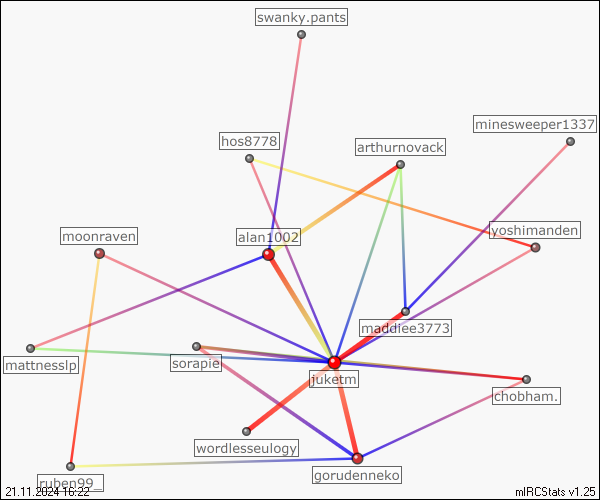 swanky.pants
minesweeper1337
hos8778
arthurnovack
yoshimanden
moonraven
alan1002
maddiee3773
mattnesslp
sorapie
juketm
chobham.
wordlesseulogy
gorudenneko
ruben99_
21.11.2024 16:22
mIRCStats v1.25